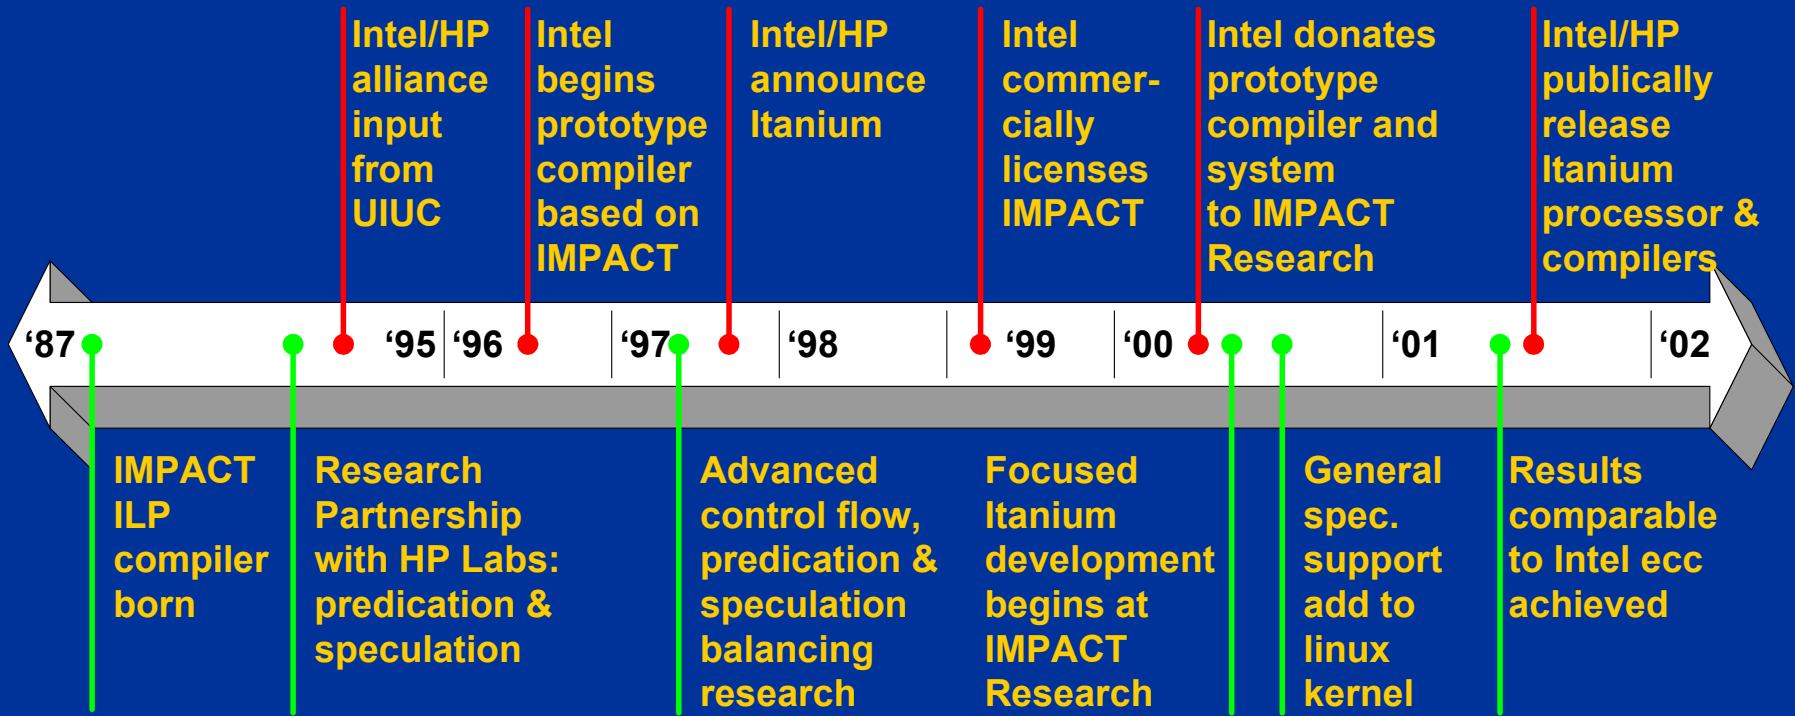 Intel/HP
alliance
input
from
UIUC
Intel
begins
prototype
compiler
based on
IMPACT
Intel/HP
announce
Itanium
Intel
commer-
cially
licenses
IMPACT
Intel donates
prototype
compiler and
system
to IMPACT
Research
Intel/HP
publically
release
Itanium
processor &
compilers
‘87 ‘95 ‘96 ‘97 ‘98 ‘99 ‘00 ‘01 ‘02
IMPACT
ILP
compiler
born
Research
Partnership
with HP Labs:
predication &
speculation
Advanced
control flow,
predication &
speculation
balancing
research
Focused
Itanium
development
begins at
IMPACT
Research
General
spec.
support
add to
linux
kernel
Results
comparable
to Intel ecc
achieved